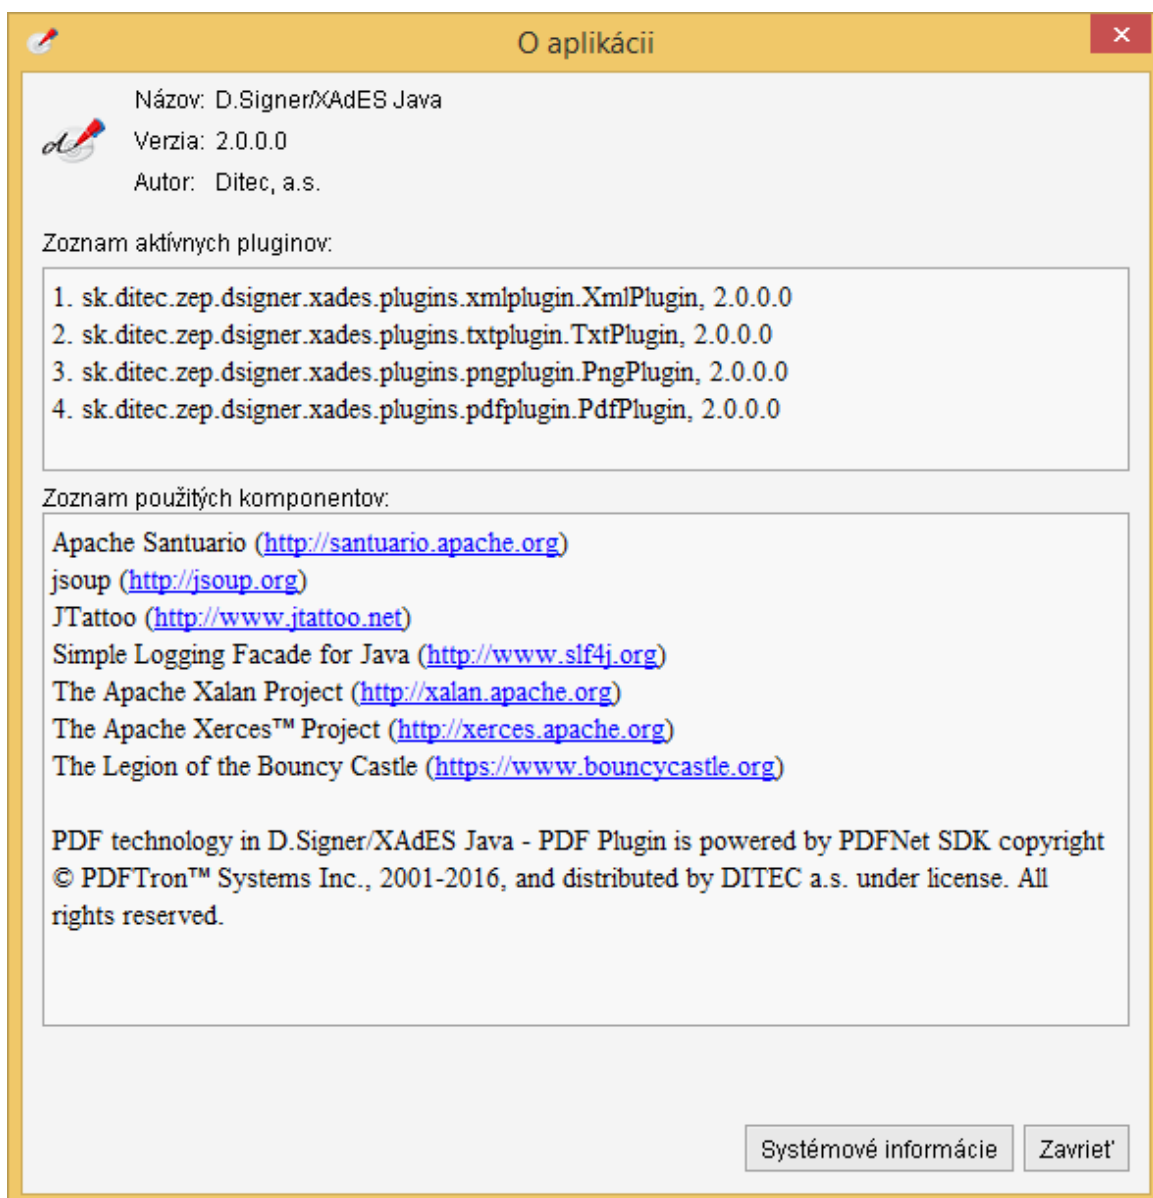 O aplikácii
Názov: D.Signer/XAdES Java
Verzia: 2.0.0.0
Autor: Ditec, a.s.
Zoznam aktívnych pluginov:
1. sk.ditec.zep.dsigner.xades.plugins.xmlplugin.XmlPlugin, 2.0.0.0
2. sk.ditec.zep.dsigner.xades.plugins.txtplugin.TxtPlugin, 2.0.0.0
3. sk.ditec.zep.dsigner.xades.plugins.pngplugin.PngPlugin, 2.0.0.0
4. sk.ditec.zep.dsigner.xades.plugins.pdfplugin.PdfPlugin, 2.0.0.0
Zoznam použitých komponentov:
Apache Santuario (http://santuario.apache.org)
jsoup (http://jsoup.org)
JTattoo (http://www.jtattoo.net)
Simple Logging Facade for Java (http://www.slf4j.org)
The Apache Xalan Project (http://xalan.apache.org)
The Apache Xerces™ Project (http://xerces.apache.org)
The Legion of the Bouncy Castle (https://www.bouncycastle.org)
PDF technology in D.Signer/XAdES Java - PDF Plugin is powered by PDFNet SDK copyright
© PDFTron™ Systems Inc., 2001-2016, and distributed by DITEC a.s. under license. All
rights reserved.
Systémové informácie
Zavrieť